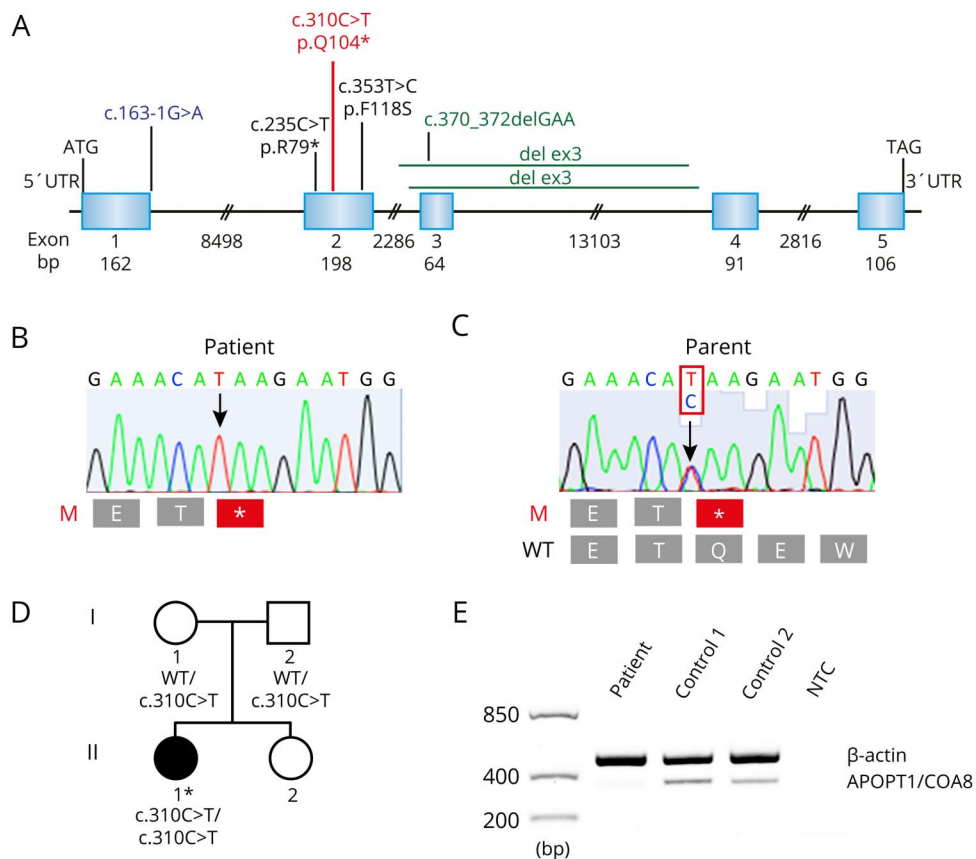 A
c.310C>T
p.Q104*
c.353T>C
p.F118S
c.163-1G>A
c.235C>T
p.R79*
c.370_372delGAA
del ex3
del ex3
ATG
TAG
5´UTR
3´UTR
Exon 1 2 3 4 5
8498 2286 13103 2816
bp 162 198 64 91 106
B
Patient
G A A A C A T A A G A A T G G
M E T *
C
Parent
G A A A C A T A A G A A T G G
C
M E T *
WT E T Q E W
D
I
1 2
WT/ WT/
c.310C>T c.310C>T
II
1* 2
c.310C>T/
c.310C>T
E
Patient Control 1 Control 2 NTC
850
400
200
(bp)
β-actin
APOPT1/COA8